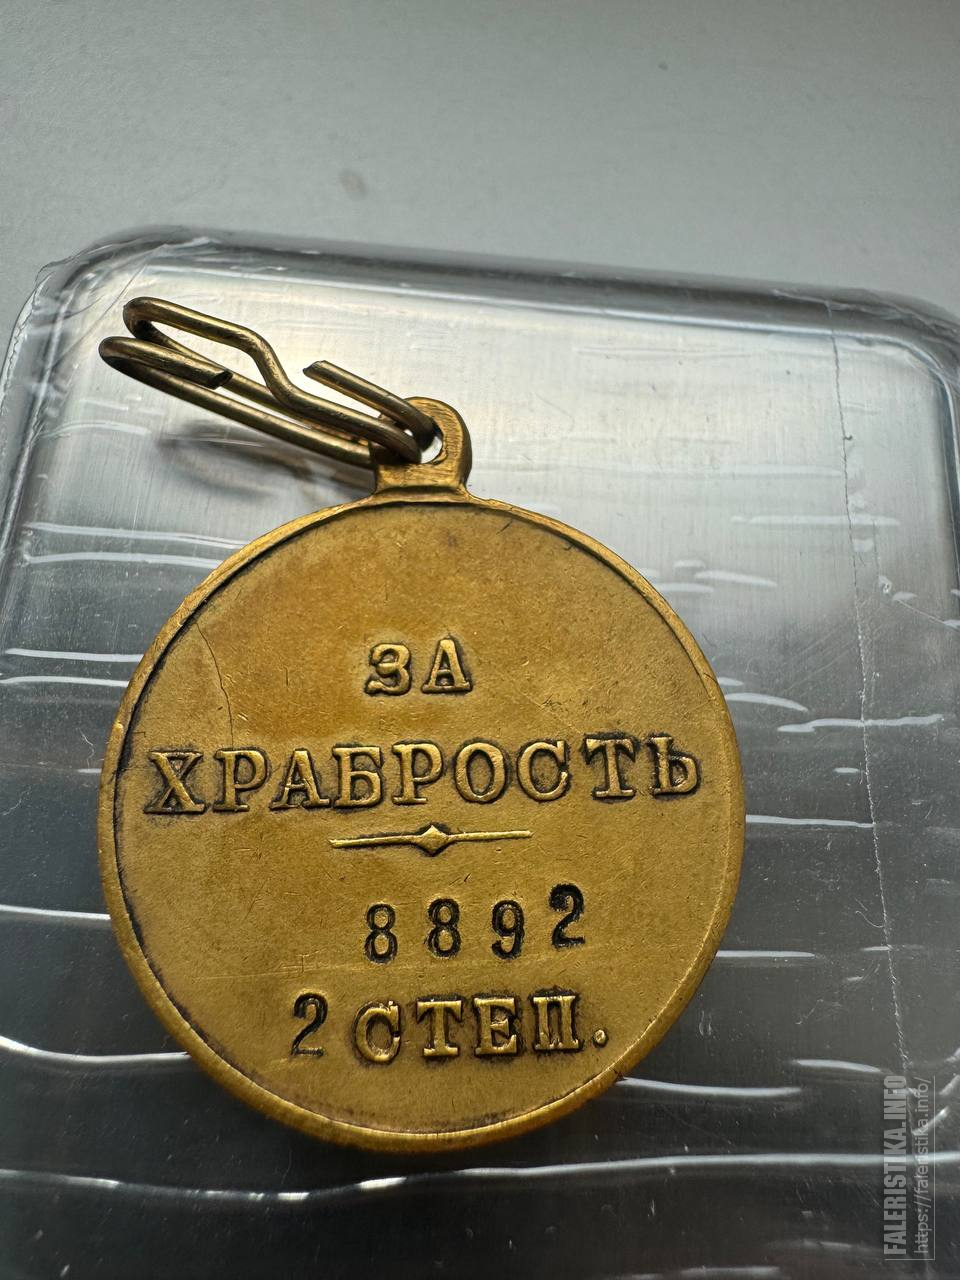 ЗА
ХРАБРОСТЬ
8892
2 СТЕП.
FALERISTIKA.INFO
https://faleristika.info/